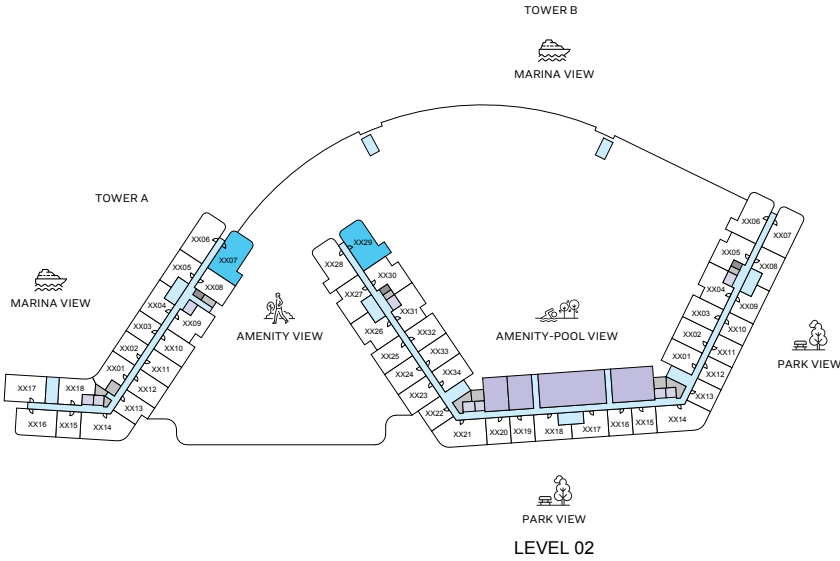 TOWER B
MARINA VIEW
TOWER A
MARINA VIEW
AMENITY VIEW
AMENITY-POOL VIEW
PARK VIEW
XX06
XX07
XX05
XX08
XX04
XX09
XX03
XX10
XX02
XX11
XX01
XX12
XX17
XX18
XX13
XX16
XX15
XX14
XX29
XX28
XX30
XX27
XX31
XX26
XX32
XX25
XX33
XX24
XX34
XX23
XX22
XX21
XX20
XX19
XX18
XX17
XX16
XX15
XX14
XX06
XX07
XX05
XX08
XX04
XX09
XX03
XX10
XX02
XX11
XX01
XX12
XX13
PARK VIEW
LEVEL 02